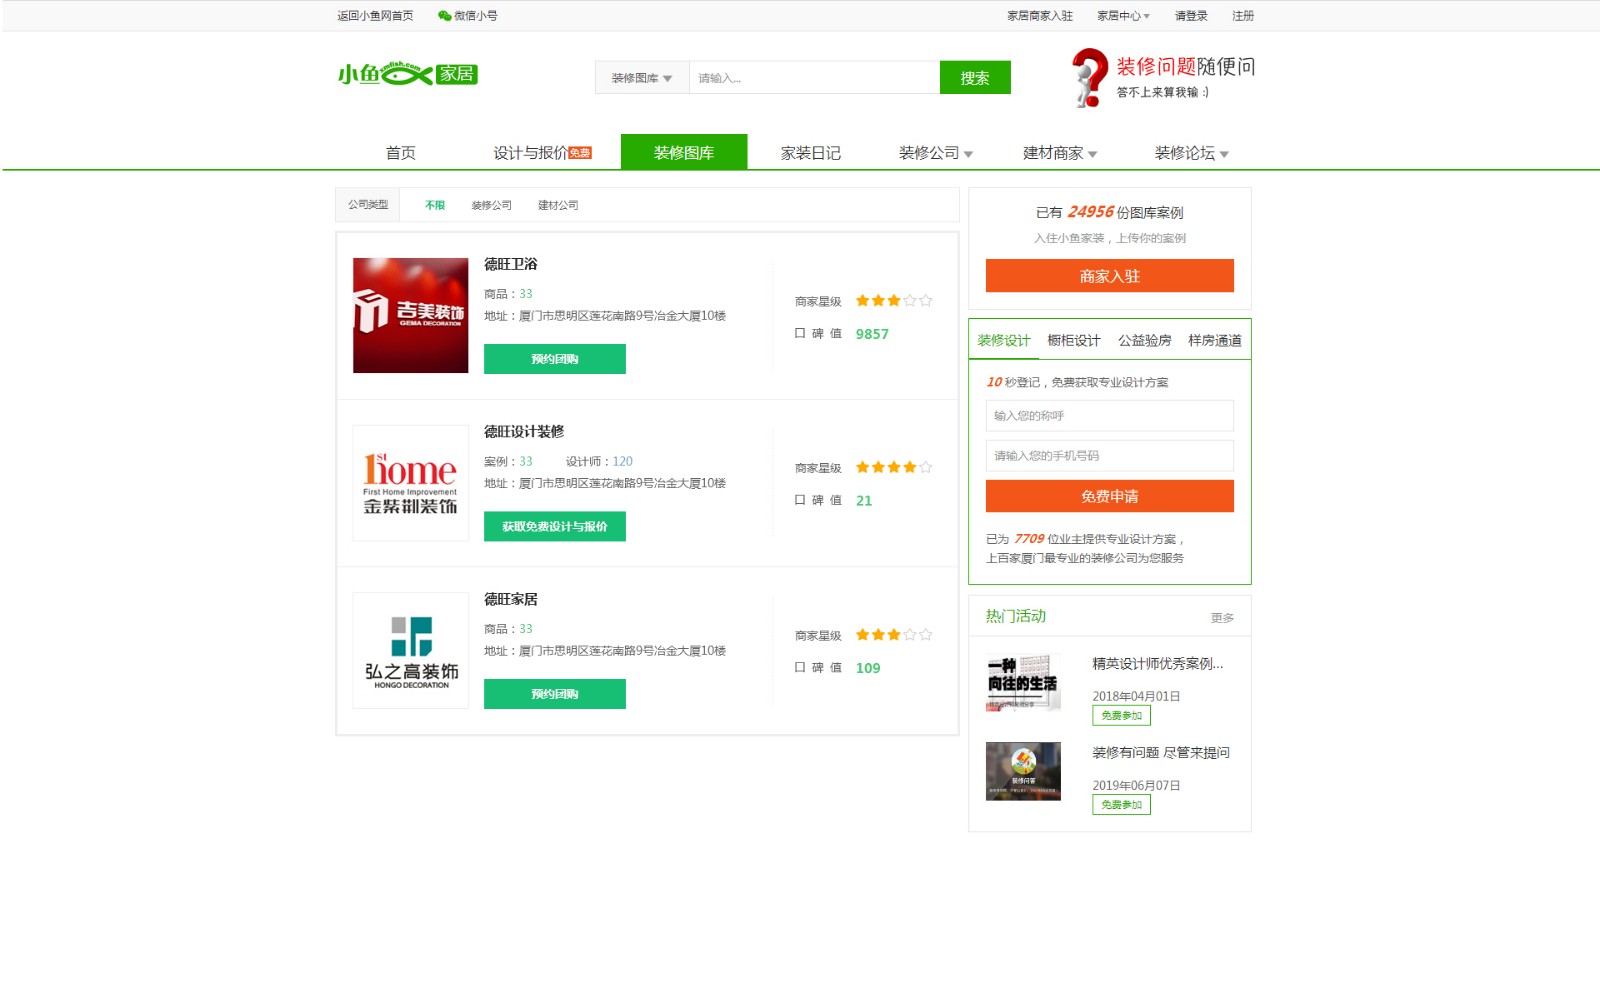 返回小鱼网首页 微信小号 家居商家入驻 家居中心 请登录 注册
小鱼 xmfish.com 家居
装修图库 请输入... 搜索
装修问题随便问
答不上来算我输 :)
首页 设计与报价 免费 装修图库 家装日记 装修公司 建材商家 装修论坛
公司类型 不限 装修公司 建材公司
吉美装饰
GEMA DECORATION
德旺卫浴
商品：33
地址：厦门市思明区莲花南路9号冶金大厦10楼
预约团购
商家星级
口 碑 值 9857
1st home
First Home Improvement
金紫荆装饰
德旺设计装修
案例：33 设计师：120
地址：厦门市思明区莲花南路9号冶金大厦10楼
获取免费设计与报价
商家星级
口 碑 值 21
弘之高装饰
HONGO DECORATION
德旺家居
商品：33
地址：厦门市思明区莲花南路9号冶金大厦10楼
预约团购
商家星级
口 碑 值 109
已有 24956 份图库案例
入住小鱼家装，上传你的案例
商家入驻
装修设计 橱柜设计 公益验房 样房通道
10 秒登记，免费获取专业设计方案
输入您的称呼
请输入您的手机号码
免费申请
已为 7709 位业主提供专业设计方案，
上百家厦门最专业的装修公司为您服务
热门活动 更多
一种
向往的生活
精英设计师优秀案例...
2018年04月01日
免费参加
装修问答
装修有问题 尽管来提问
2019年06月07日
免费参加